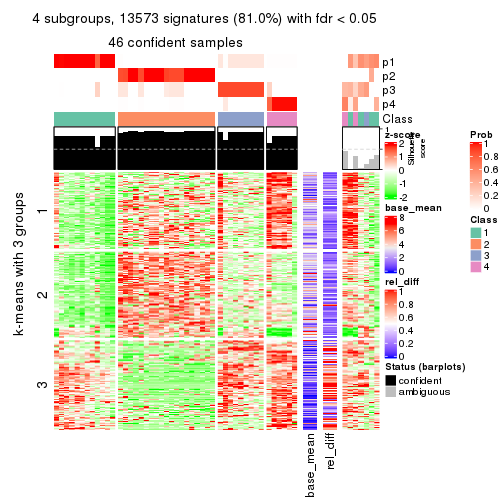 4 subgroups, 13573 signatures (81.0%) with fdr < 0.05
46 confident samples
p1
p2
p3
p4
Class
1
Silhouette
score
k-means with 3 groups
1
2
3
base_mean
rel_diff
z-score
2
1
0
-1
-2
base_mean
8
6
4
2
0
rel_diff
1
0.8
0.6
0.4
0.2
0
Status (barplots)
confident
ambiguous
Prob
1
0.8
0.6
0.4
0.2
0
Class
1
2
3
4